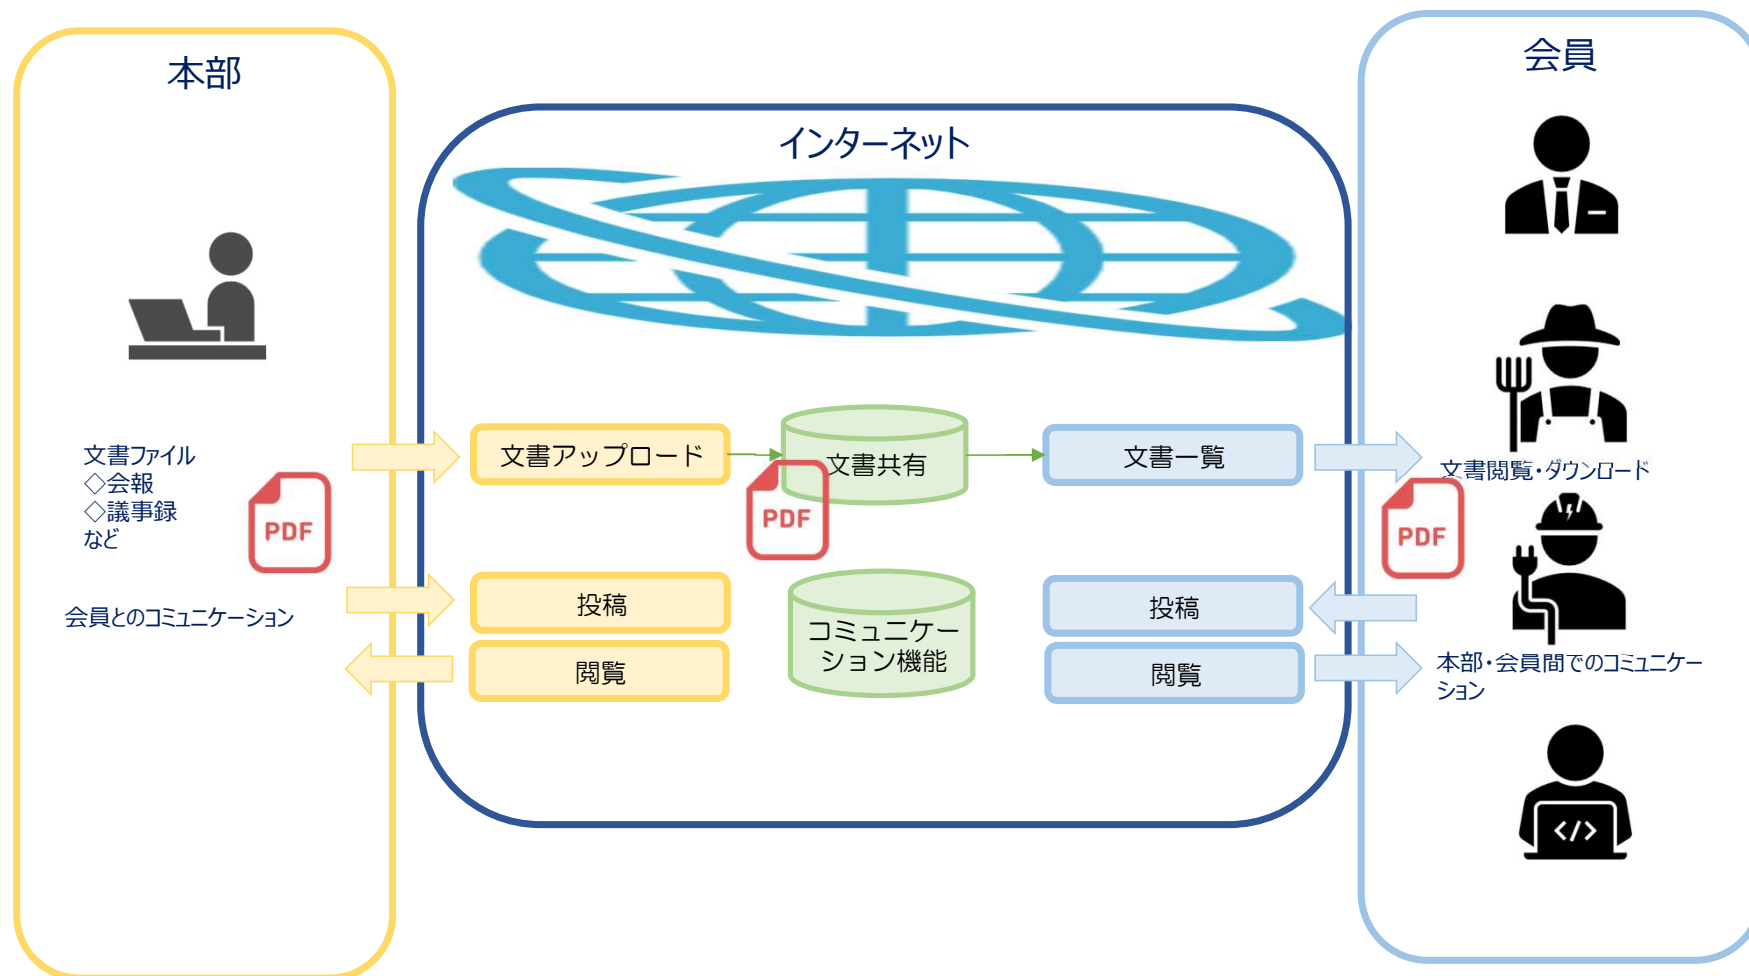 本部
文書ファイル
◇会報
◇議事録
など
PDF
会員とのコミュニケーション
インターネット
文書アップロード
文書共有
PDF
文書一覧
投稿
閲覧
コミュニケー
ション機能
投稿
閲覧
会員
文書閲覧・ダウンロード
PDF
本部・会員間でのコミュニケー
ション
</>